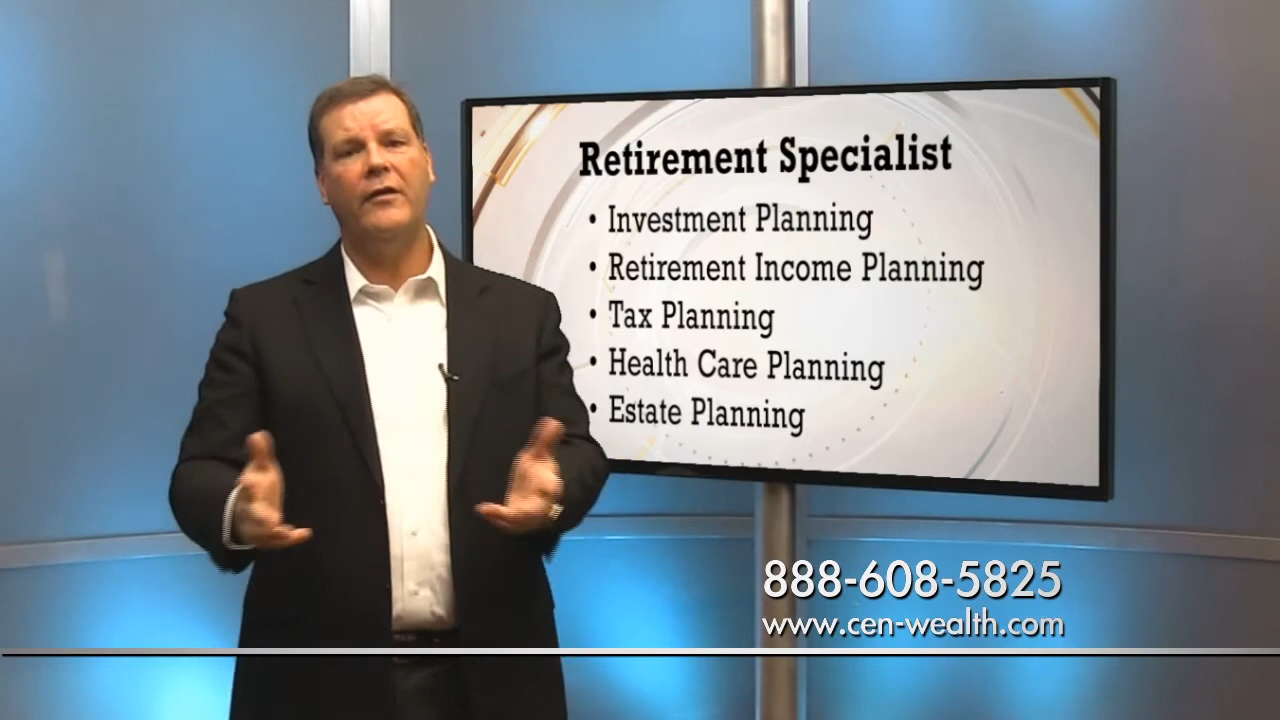 Retirement Specialist
• Investment Planning
• Retirement Income Planning
• Tax Planning
• Health Care Planning
• Estate Planning
888-608-5825
www.cen-wealth.com